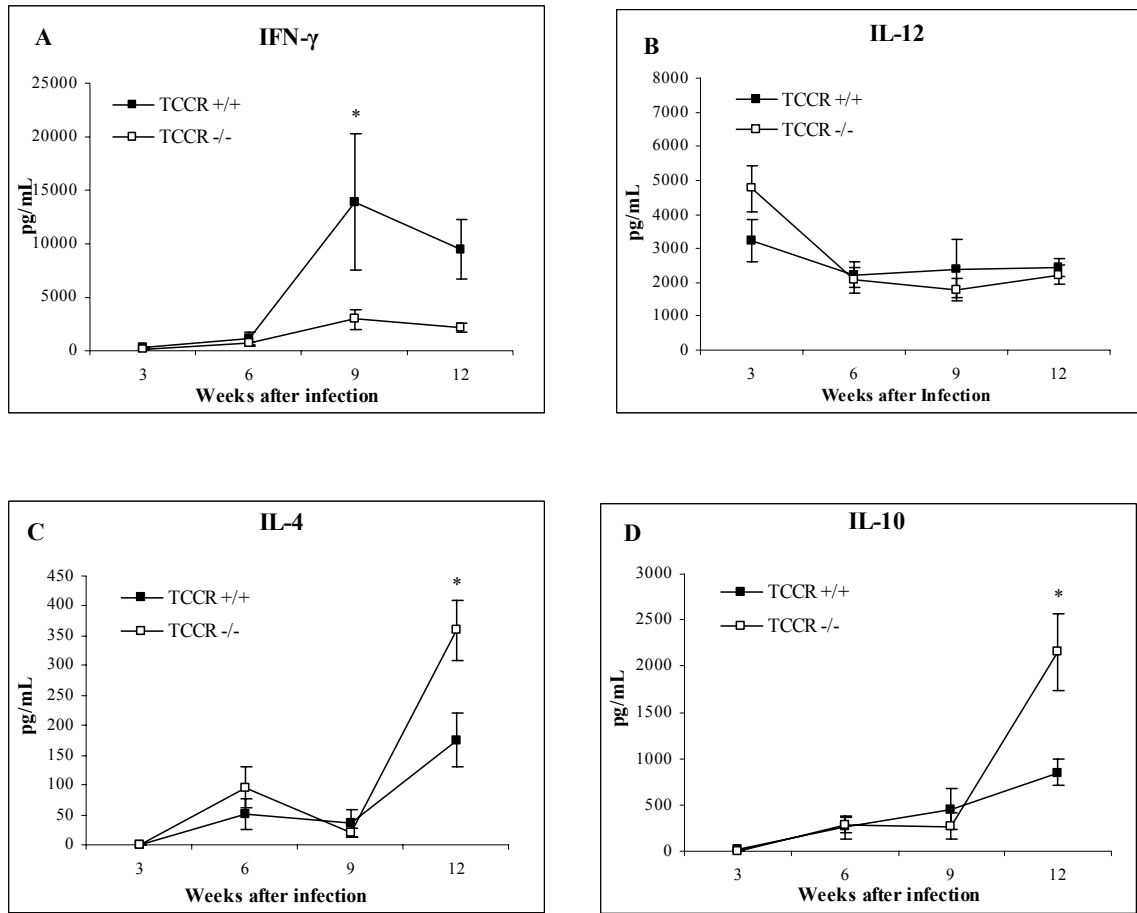 A
IFN-γ
TCCR +/+
TCCR -/-
*
25000
20000
15000
10000
5000
0
pg/mL
3 6 9 12
Weeks after infection
B
IL-12
TCCR +/+
TCCR -/-
8000
7000
6000
5000
4000
3000
2000
1000
0
pg/mL
3 6 9 12
Weeks after Infection
C
IL-4
TCCR +/+
TCCR -/-
*
450
400
350
300
250
200
150
100
50
0
pg/mL
3 6 9 12
Weeks after infection
D
IL-10
TCCR +/+
TCCR -/-
*
3000
2500
2000
1500
1000
500
0
pg/mL
3 6 9 12
Weeks after infection